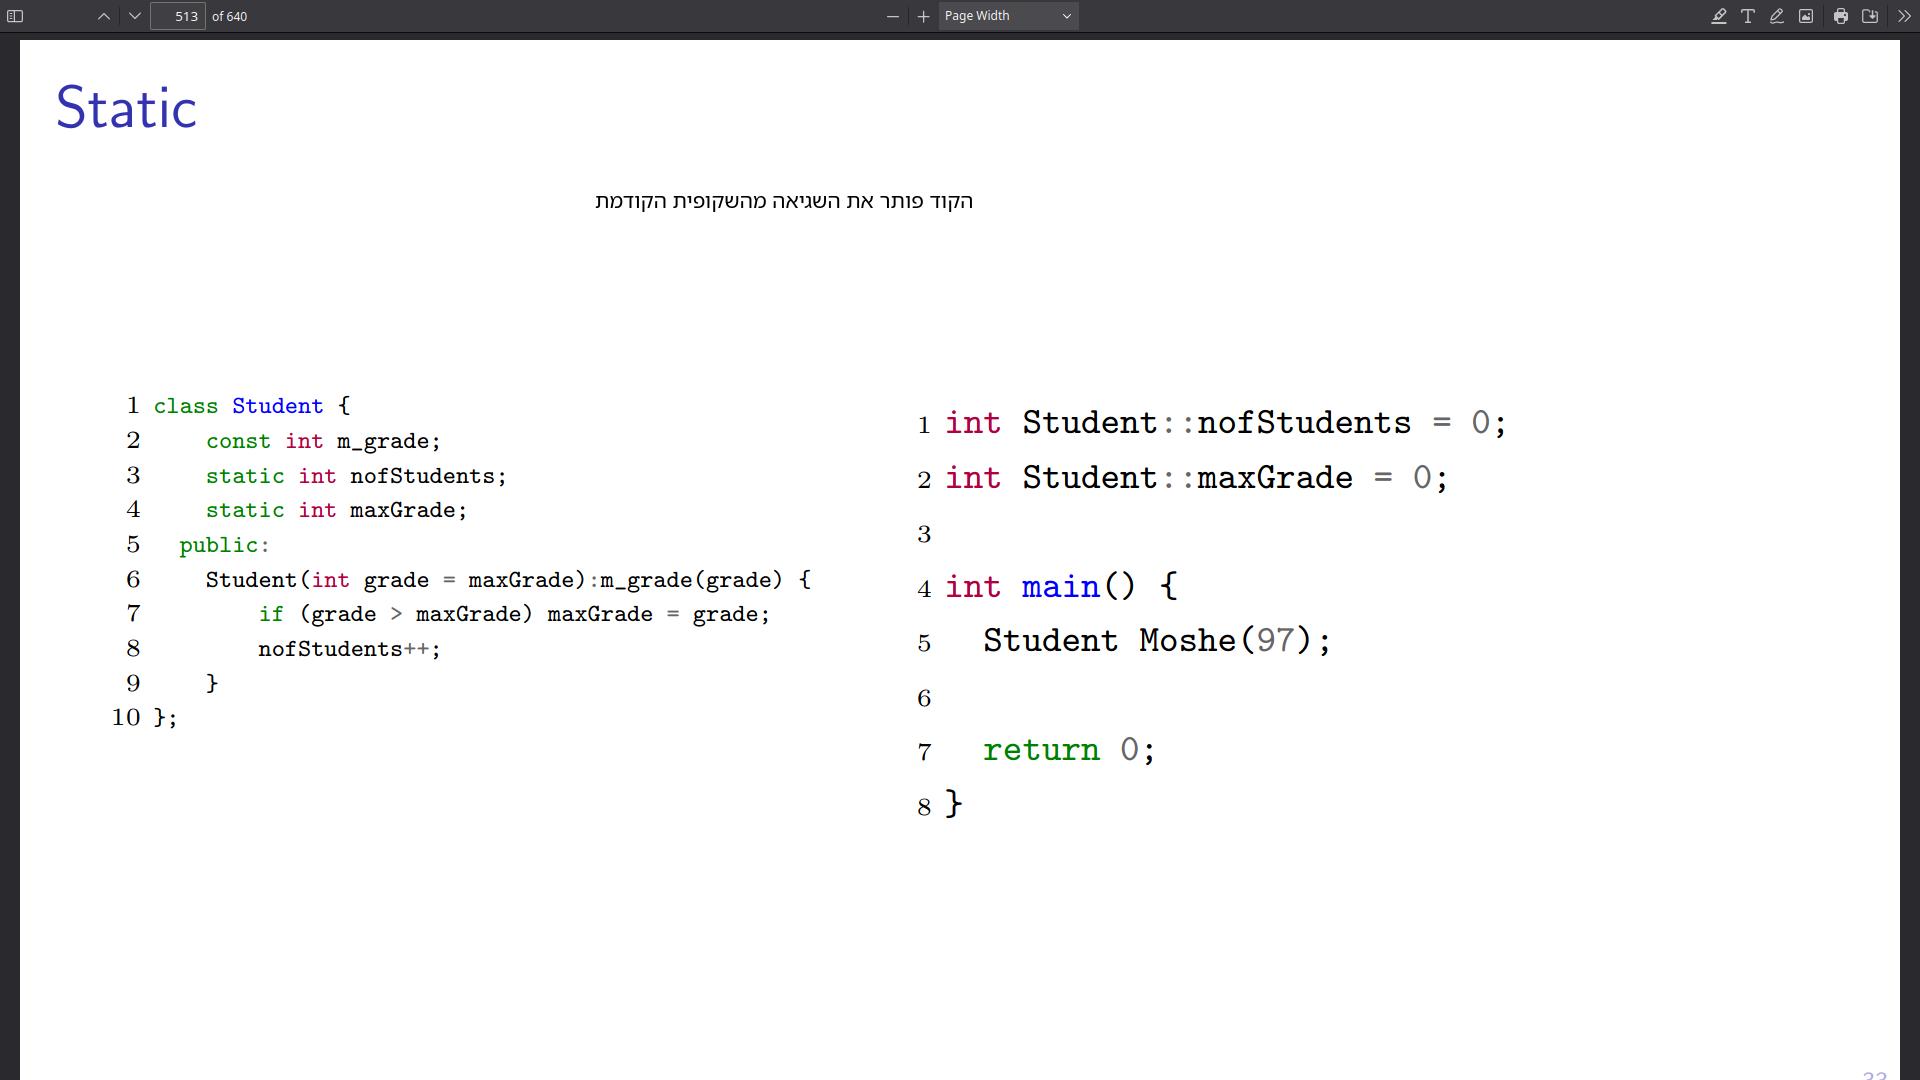 513 of 640
Page Width
Static
הקוד פותר את השגיאה מהשקופית הקודמת
1 class Student {
2 const int m_grade;
3 static int nofStudents;
4 static int maxGrade;
5 public:
6 Student(int grade = maxGrade):m_grade(grade) {
7 if (grade > maxGrade) maxGrade = grade;
8 nofStudents++;
9 }
10 };
1 int Student::nofStudents = 0;
2 int Student::maxGrade = 0;
3
4 int main() {
5 Student Moshe(97);
6
7 return 0;
8 }